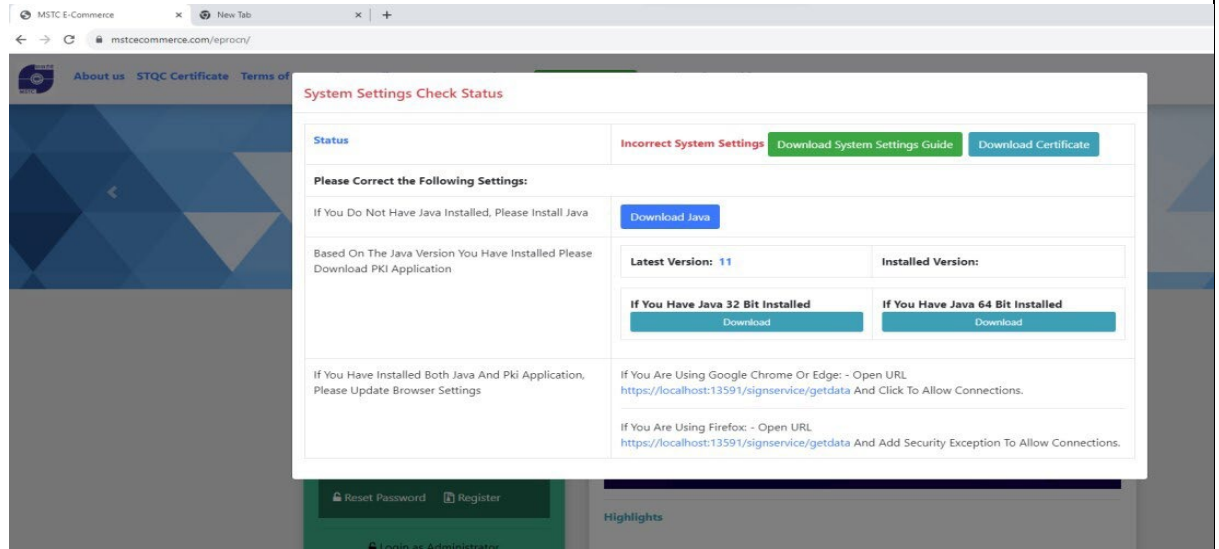 MSTC E-Commerce
New Tab
mstcecommerce.com/eprocn/
MSTC
About us STQC Certificate Terms of
System Settings Check Status
Status
Incorrect System Settings Download System Settings Guide Download Certificate
Please Correct the Following Settings:
If You Do Not Have Java Installed, Please Install Java
Download Java
Based On The Java Version You Have Installed Please
Download PKI Application
Latest Version: 11
Installed Version:
If You Have Java 32 Bit Installed
Download
If You Have Java 64 Bit Installed
Download
If You Have Installed Both Java And Pki Application,
Please Update Browser Settings
If You Are Using Google Chrome Or Edge: - Open URL
https://localhost:13591/signservice/getdata And Click To Allow Connections.
If You Are Using Firefox: - Open URL
https://localhost:13591/signservice/getdata And Add Security Exception To Allow Connections.
Reset Password Register
Login as Administrator
Highlights